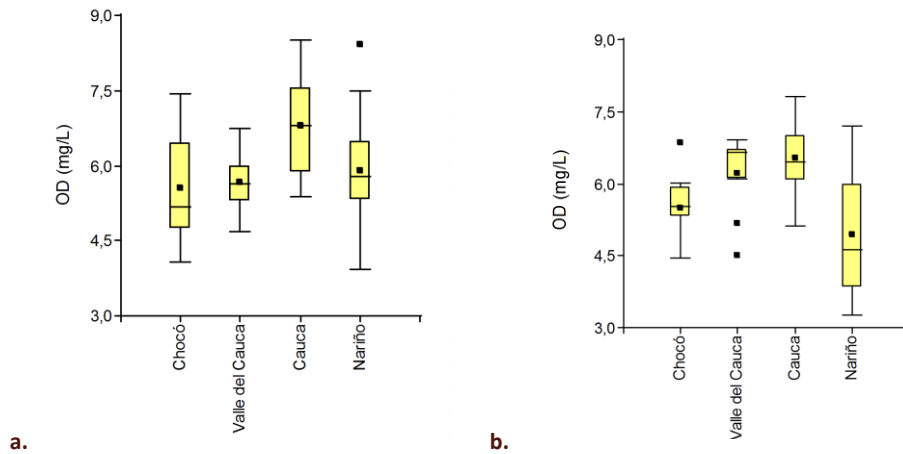 9,0
7,5
6,0
4,5
3,0
OD (mg/L)
Chocó
Valle del Cauca
Cauca
Nariño
a.
9,0
7,5
6,0
4,5
3,0
OD (mg/L)
Chocó
Valle del Cauca
Cauca
Nariño
b.